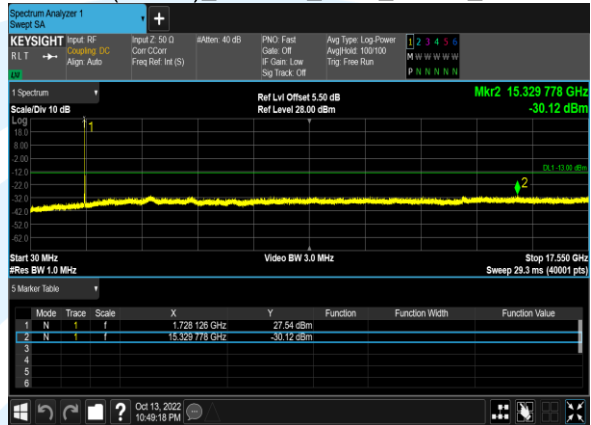 Spectrum Analyzer 1
Swept SA
KEYSIGHT Input: RF Input Z: 50 Ω #Atten: 40 dB PNO: Fast Avg Type: Log-Power 1 2 3 4 5 6
RLT Coupling: DC Corr CCorr Gate: Off Avg|Hold: 100/100 M W W W W W
Align: Auto Freq Ref: Int (S) IF Gain: Low Trig: Free Run
LV Sig Track: Off P N N N N N
1 Spectrum Ref Lvl Offset 5.50 dB Mkr2 15.329 778 GHz
Scale/Div 10 dB Ref Level 28.00 dBm -30.12 dBm
Log
18.0 1
8.00
-2.00
-12.0 DL1 -13.00 dBm
-22.0 2
-32.0
-42.0
-52.0
-62.0
Start 30 MHz Video BW 3.0 MHz Stop 17.550 GHz
#Res BW 1.0 MHz Sweep 29.3 ms (40001 pts)
5 Marker Table
Mode Trace Scale X Y Function Function Width Function Value
1 N 1 f 1.728 126 GHz 27.54 dBm
2 N 1 f 15.329 778 GHz -30.12 dBm
3
4
5
6
? Oct 13, 2022
10:49:18 PM